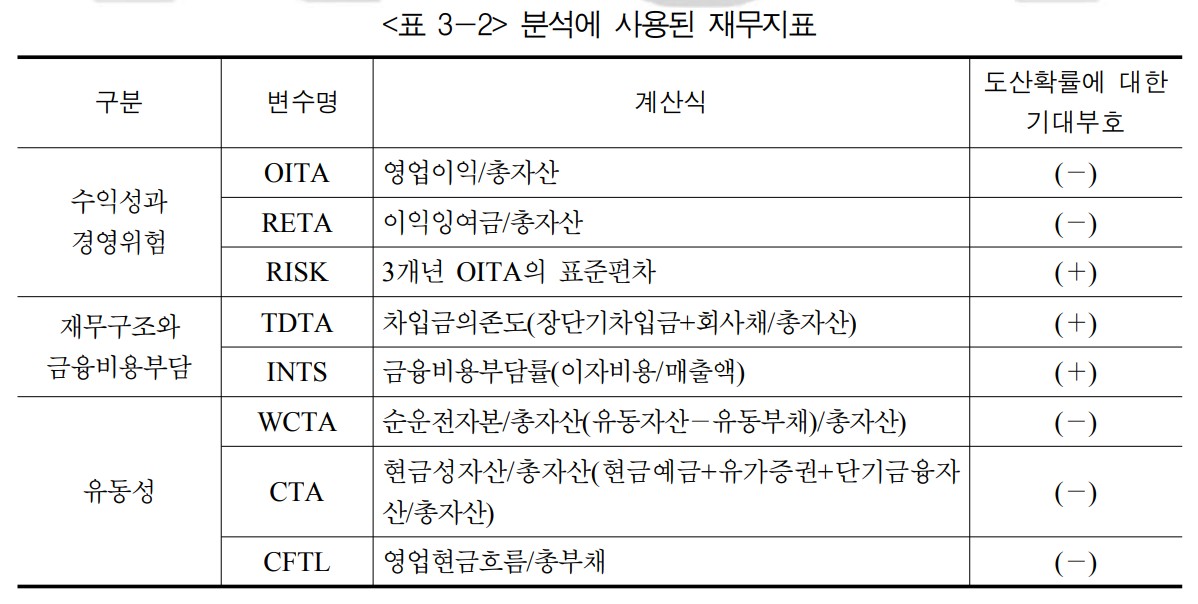 <표 3-2> 분석에 사용된 재무지표
구분 변수명 계산식 도산확률에 대한
기대부호
수익성과
경영위험
OITA 영업이익/총자산 (-)
RETA 이익잉여금/총자산 (-)
RISK 3개년 OITA의 표준편차 (+)
재무구조와
금융비용부담
TDTA 차입금의존도(장단기차입금+회사채/총자산) (+)
INTS 금융비용부담률(이자비용/매출액) (+)
유동성
WCTA 순운전자본/총자산(유동자산-유동부채)/총자산) (-)
CTA 현금성자산/총자산(현금예금+유가증권+단기금융자
산/총자산) (-)
CFTL 영업현금흐름/총부채 (-)